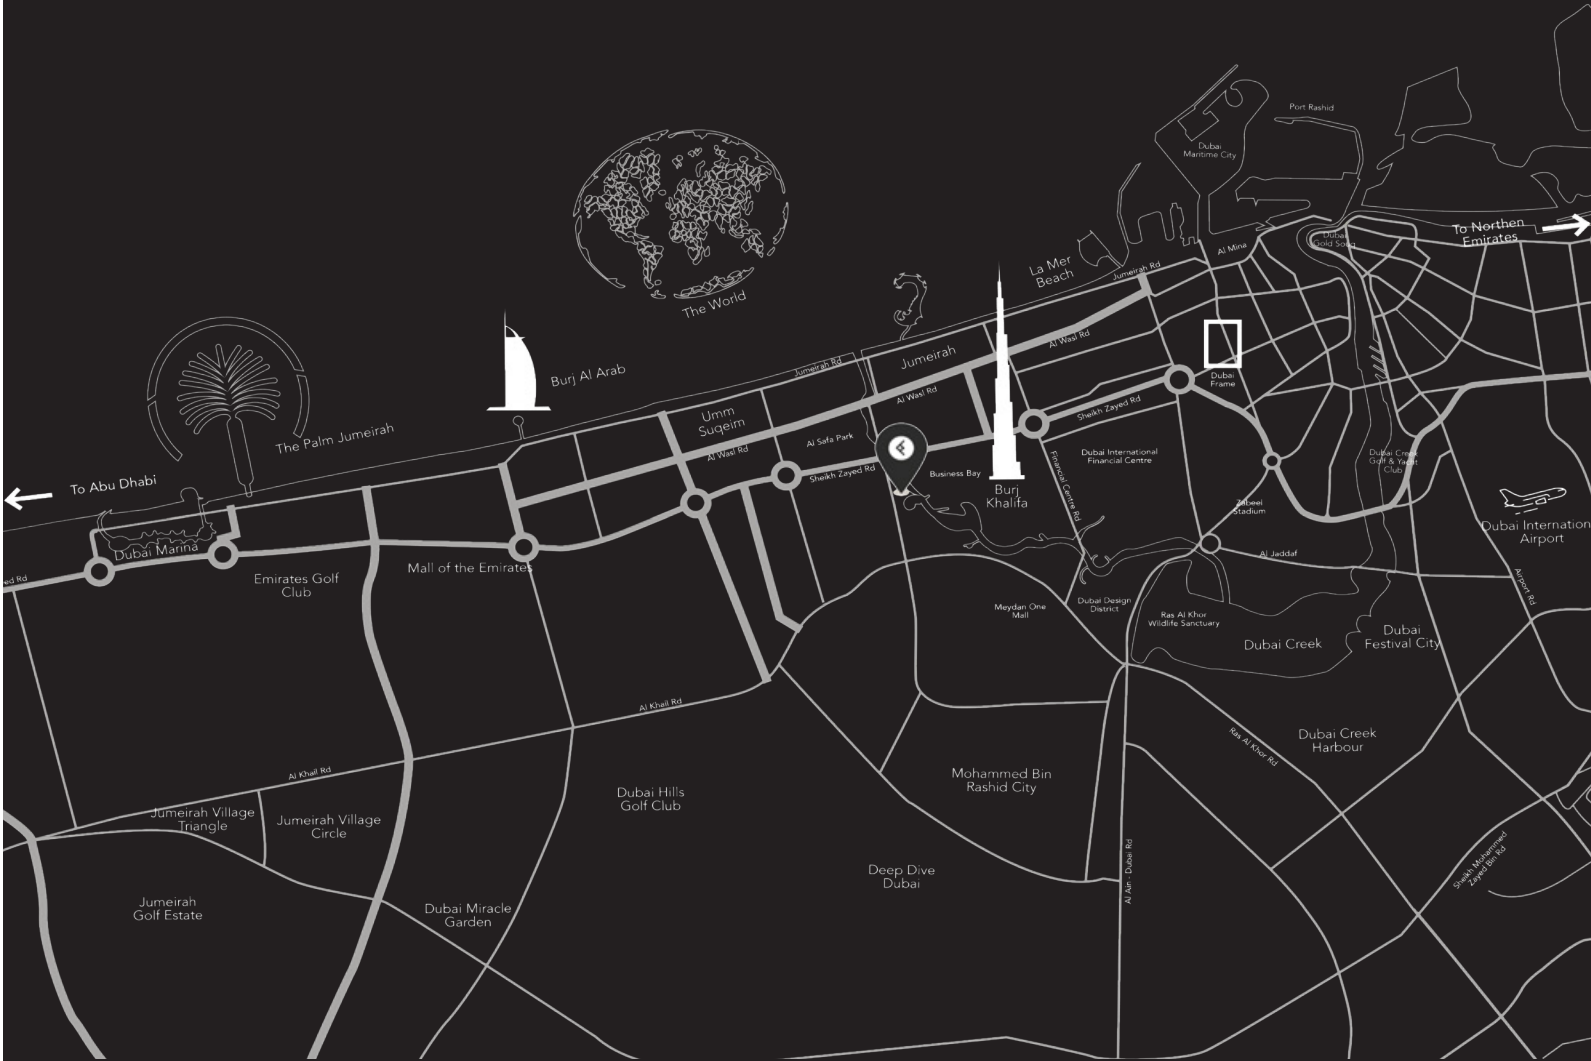 Port Rashid
Dubai
Maritime City
To Northen
Emirates
Dubai
Gold Souq
Al Mina
La Mer
Beach
Jumeirah Rd
The World
Al Wasl Rd
Jumeirah
Burj Al Arab
Jumeirah Rd
Dubai
Frame
Al Wasl Rd
Sheikh Zayed Rd
Umm
Suqeim
The Palm Jumeirah
Al Safa Park
Al Wasl Rd
Dubai International
Financial Centre
Dubai Creek
Golf & Yacht
Club
Sheikh Zayed Rd
Business Bay
Financial Centre Rd
To Abu Dhabi
Burj
Khalifa
Zabeel
Stadium
Dubai Internation
Airport
Dubai Marina
Al Jaddaf
Mall of the Emirates
ed Rd
Emirates Golf
Club
Airport Rd
Meydan One
Mall
Dubai Design
District
Ras Al Khor
Wildlife Sanctuary
Dubai Creek
Dubai
Festival City
Al Khail Rd
Ras Al Khor Rd
Dubai Creek
Harbour
Al Khail Rd
Mohammed Bin
Rashid City
Dubai Hills
Golf Club
Jumeirah Village
Triangle
Jumeirah Village
Circle
Sheikh Mohammed
Zayed Bin Rd
Deep Dive
Dubai
Al Ain - Dubai Rd
Jumeirah
Golf Estate
Dubai Miracle
Garden